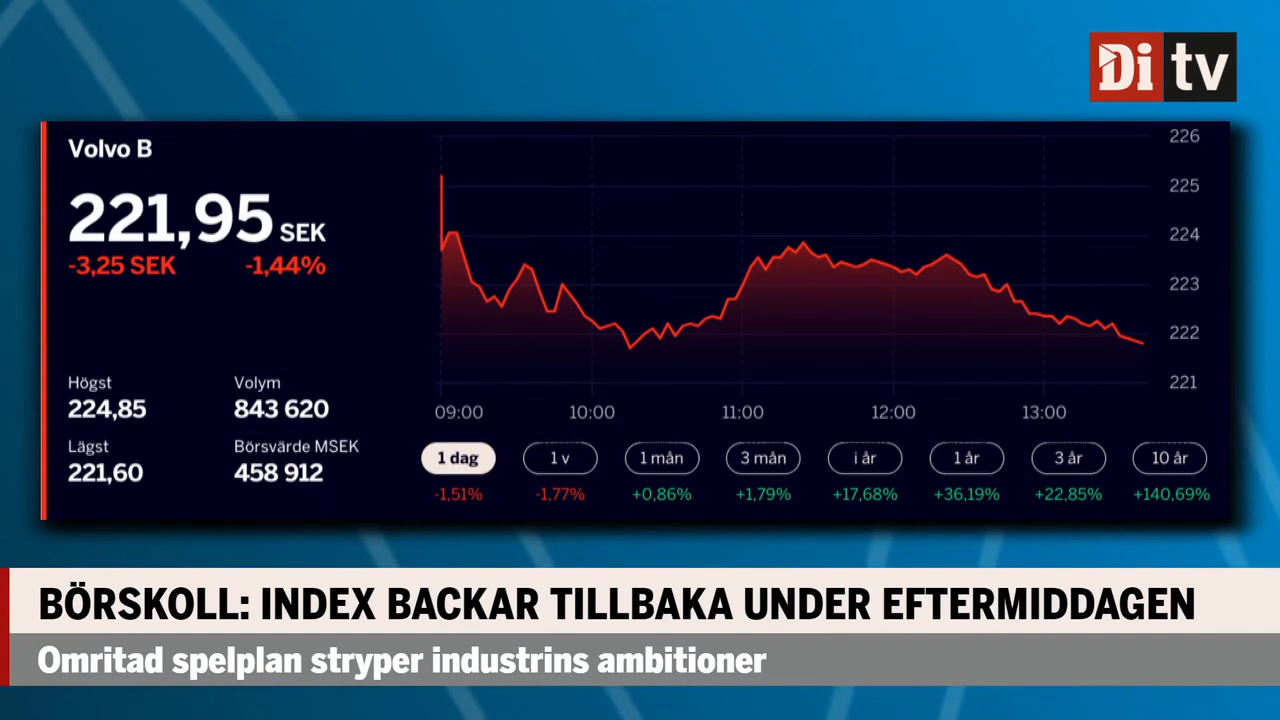 Di tv
Volvo B
221,95 SEK
-3,25 SEK -1,44%
Högst Volym
224,85 843 620
Lägst Börsvärde MSEK
221,60 458 912
226
225
224
223
222
221
09:00 10:00 11:00 12:00 13:00
1 dag 1 v 1 mån 3 mån i år 1 år 3 år 10 år
-1,51% -1,77% +0,86% +1,79% +17,68% +36,19% +22,85% +140,69%
BÖRSKOLL: INDEX BACKAR TILLBAKA UNDER EFTERMIDDAGEN
Omritad spelplan stryper industrins ambitioner